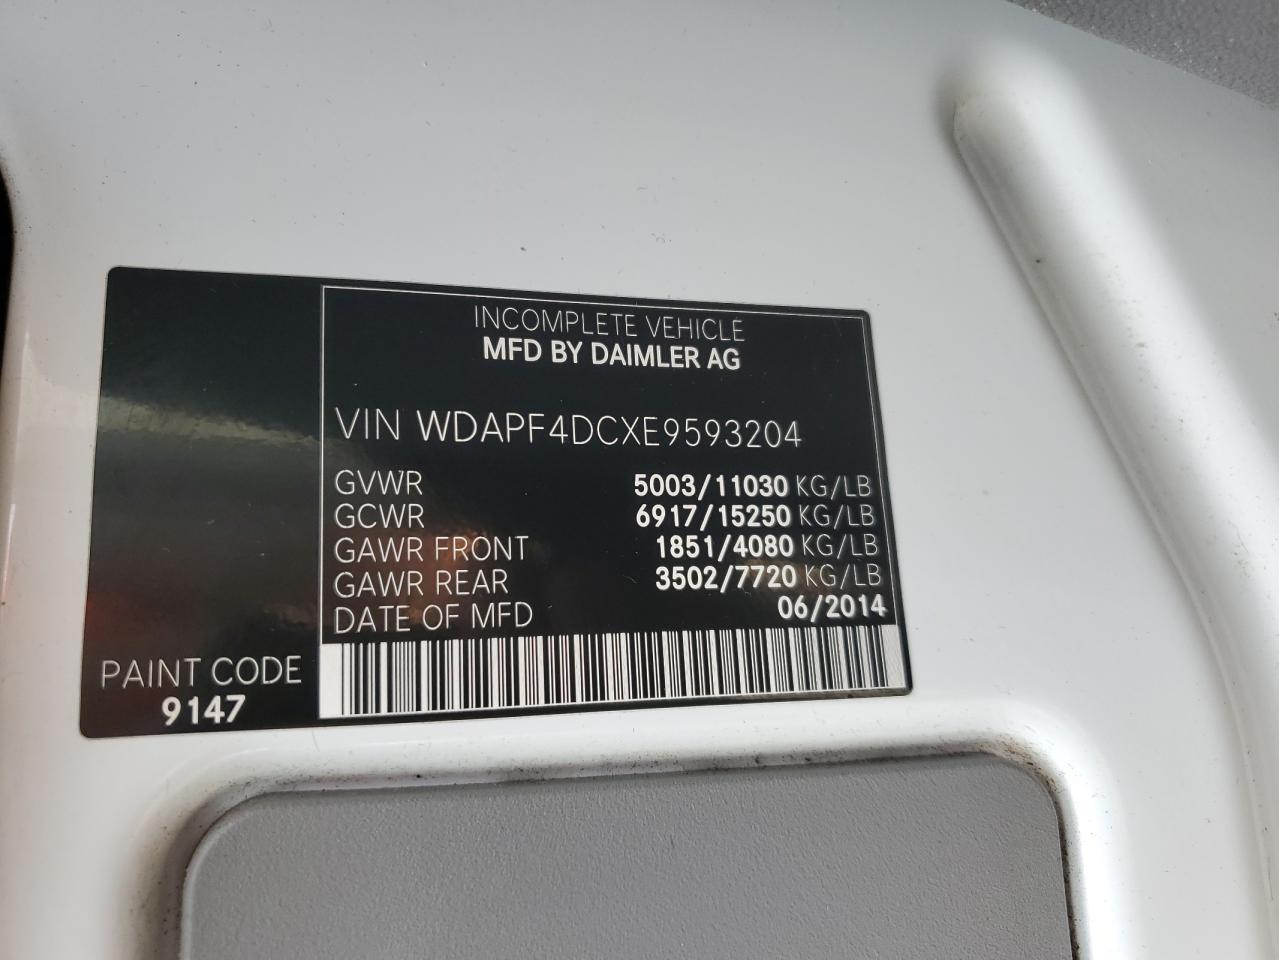 INCOMPLETE VEHICLE
MFD BY DAIMLER AG
VIN WDAPF4DCXE9593204
GVWR 5003/11030 KG/LB
GCWR 6917/15250 KG/LB
GAWR FRONT 1851/4080 KG/LB
GAWR REAR 3502/7720 KG/LB
DATE OF MFD 06/2014
PAINT CODE
9147